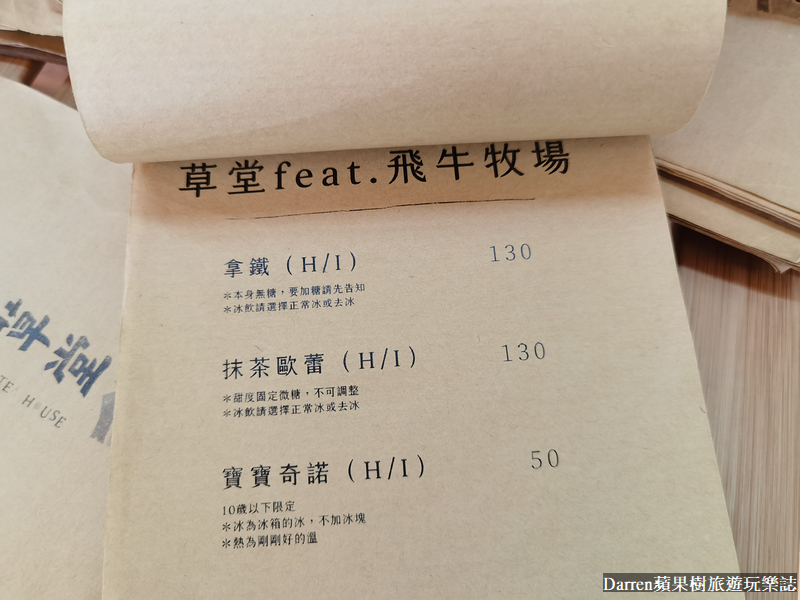 草堂feat.飛牛牧場
拿鐵 (H/I) 130
＊本身無糖，要加糖請先告知
＊冰飲請選擇正常冰或去冰
抹茶歐蕾 (H/I) 130
＊甜度固定微糖，不可調整
＊冰飲請選擇正常冰或去冰
寶寶奇諾 (H/I) 50
10歲以下限定
＊冰為冰箱的冰，不加冰塊
＊熱為剛剛好的溫
草堂
HOUSE
Darren蘋果樹旅遊玩樂誌